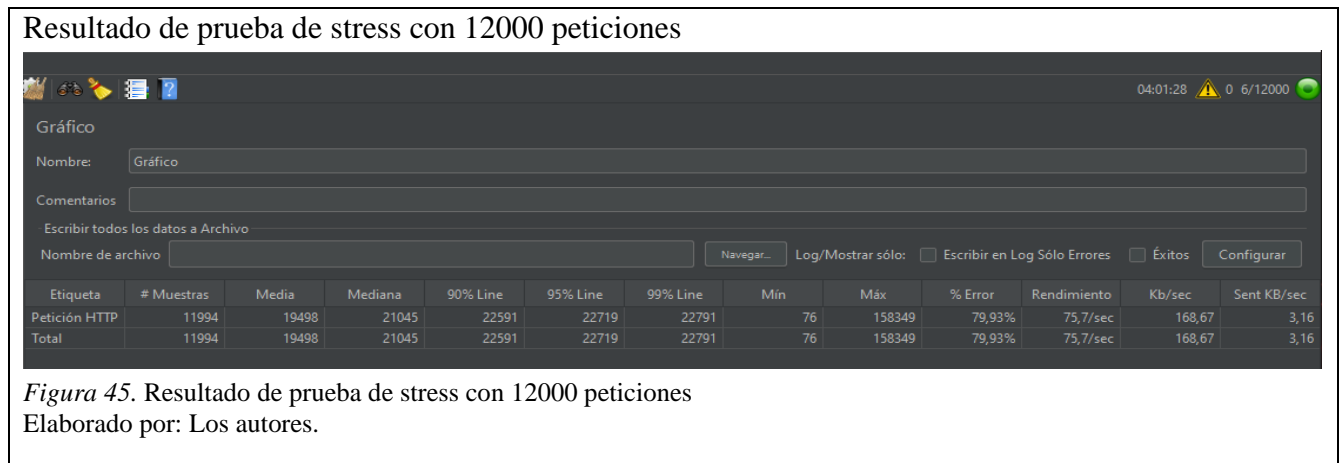 Resultado de prueba de stress con 12000 peticiones
04:01:28 0 6/12000
Gráfico
Nombre: Gráfico
Comentarios
Escribir todos los datos a Archivo
Nombre de archivo Navegar... Log/Mostrar sólo: Escribir en Log Sólo Errores Éxitos Configurar
Etiqueta # Muestras Media Mediana 90% Line 95% Line 99% Line Mín Máx % Error Rendimiento Kb/sec Sent KB/sec
Petición HTTP 11994 19498 21045 22591 22719 22791 76 158349 79,93% 75,7/sec 168,67 3,16
Total 11994 19498 21045 22591 22719 22791 76 158349 79,93% 75,7/sec 168,67 3,16
Figura 45. Resultado de prueba de stress con 12000 peticiones
Elaborado por: Los autores.